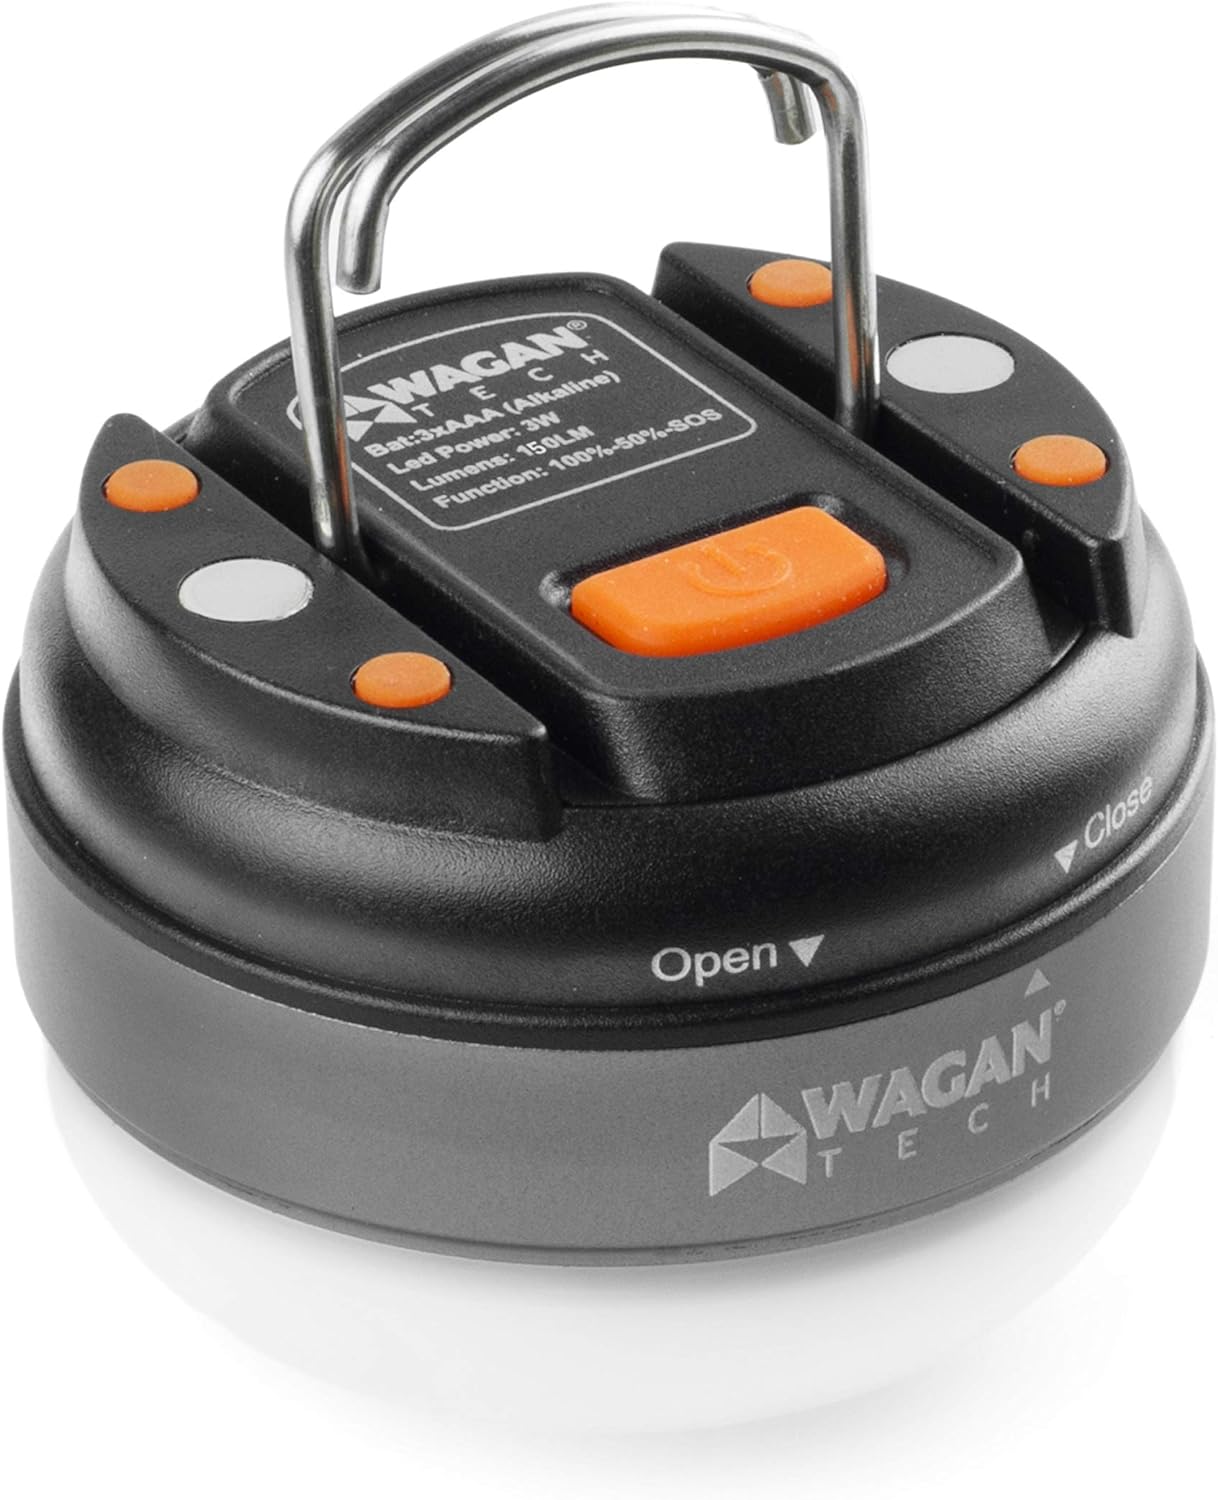 WAGAN®
TECH
Bat:3xAAA (Alkaline)
Led Power: 3W
Lumens: 150LM
Function: 100%-50%-SOS
Open ▼
▼ Close
▲
WAGAN®
TECH